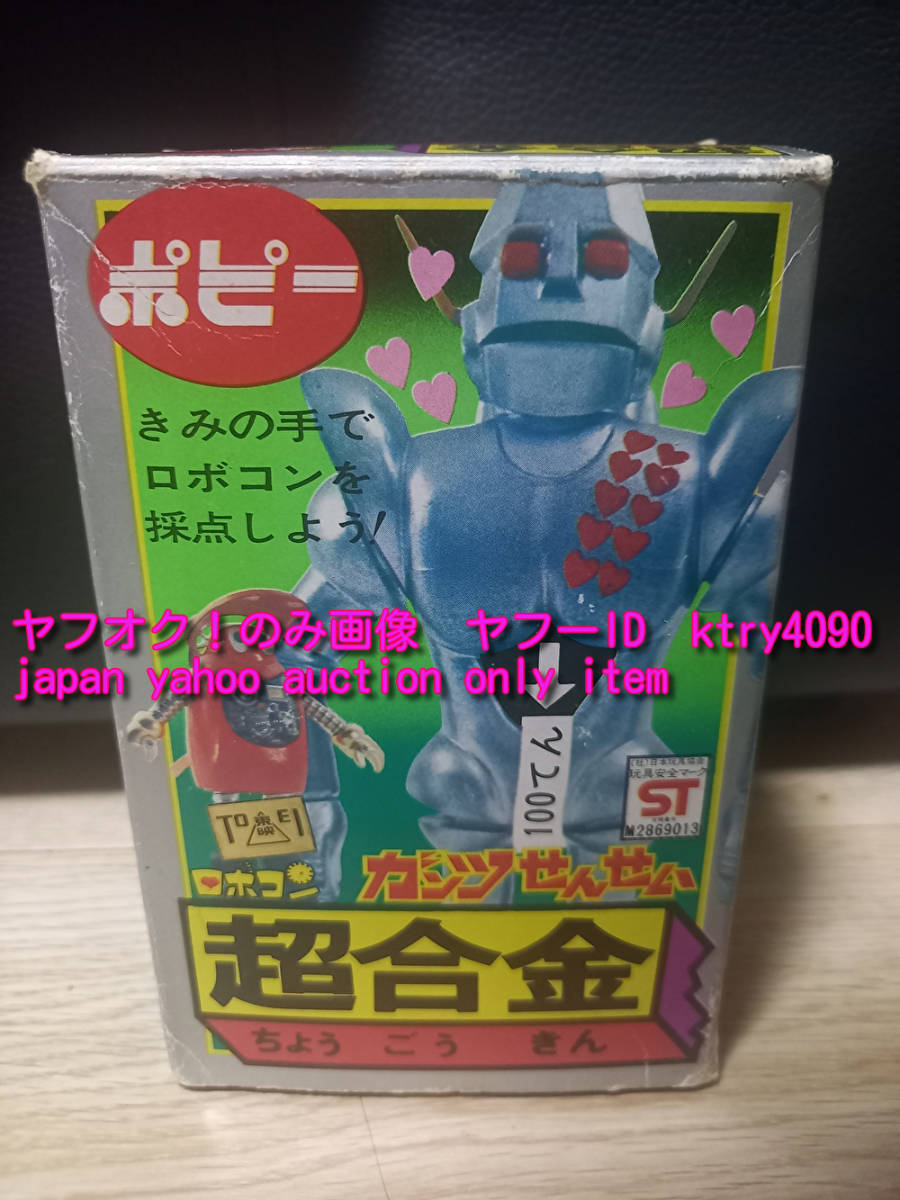 ポピー
きみの手で
ロボコンを
採点しよう!
ヤフオク!のみ画像 ヤフーID ktry4090
japan yahoo auction only item
100てん
(社)日本玩具協会
玩具安全マーク
ST
M2869013
TOEI
東映
ロボコン
ガンツせんせい
超合金
ちょう ごう きん